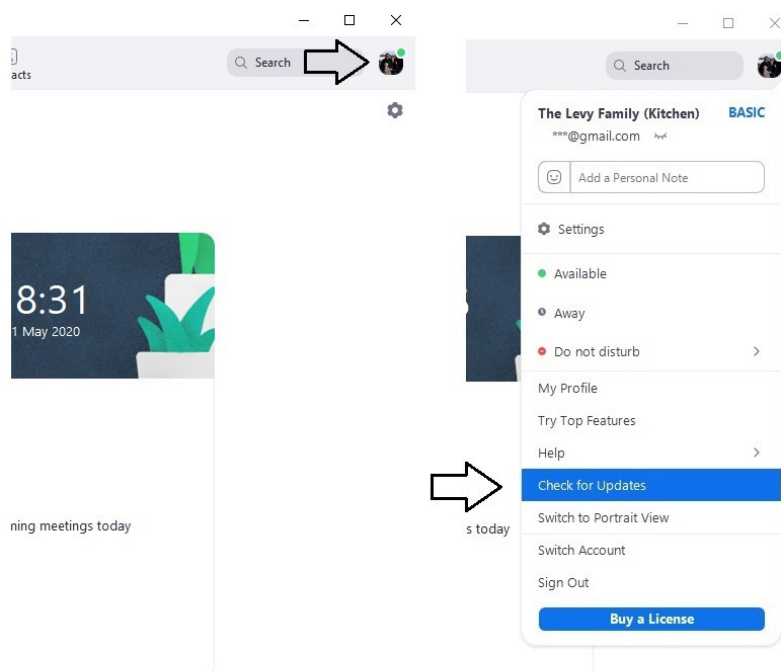 Search
acts
8:31
1 May 2020
ning meetings today
Search
The Levy Family (Kitchen) BASIC
***@gmail.com
Add a Personal Note
Settings
Available
Away
Do not disturb
My Profile
Try Top Features
Help
Check for Updates
Switch to Portrait View
s today
Switch Account
Sign Out
Buy a License